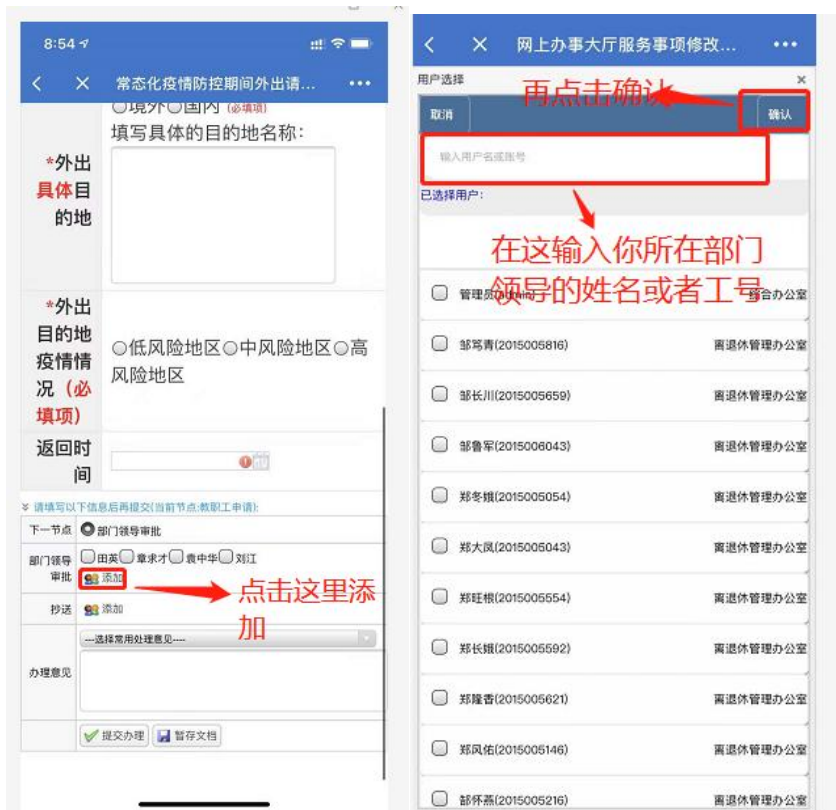 8:54
常态化疫情防控期间外出请...
○境外○国内 (必填项)
填写具体的目的地名称:
*外出
具体目
的地
*外出
目的地
疫情情
况（必
填项）
○低风险地区○中风险地区○高
风险地区
返回时
间
请填写以下信息后再提交(当前节点:教职工申请):
下一节点 部门领导审批
部门领导
审批
田英 章求才 袁中华 刘江
添加
点击这里添
加
抄送 添加
办理意见
---选择常用处理意见----
提交办理 暂存文档
网上办事大厅服务事项修改...
用户选择 ×
再点击确认
取消 确认
输入用户名或账号
已选择用户:
在这输入你所在部门
领导的姓名或者工号
管理员(admin) 综合办公室
邹笃青(2015005816) 离退休管理办公室
邹长川(2015005659) 离退休管理办公室
邹鲁军(2015006043) 离退休管理办公室
郑冬娥(2015005054) 离退休管理办公室
郑大凤(2015005043) 离退休管理办公室
郑旺根(2015005554) 离退休管理办公室
郑长娥(2015005592) 离退休管理办公室
郑隆香(2015005621) 离退休管理办公室
郑风佑(2015005146) 离退休管理办公室
郜怀燕(2015005216) 离退休管理办公室